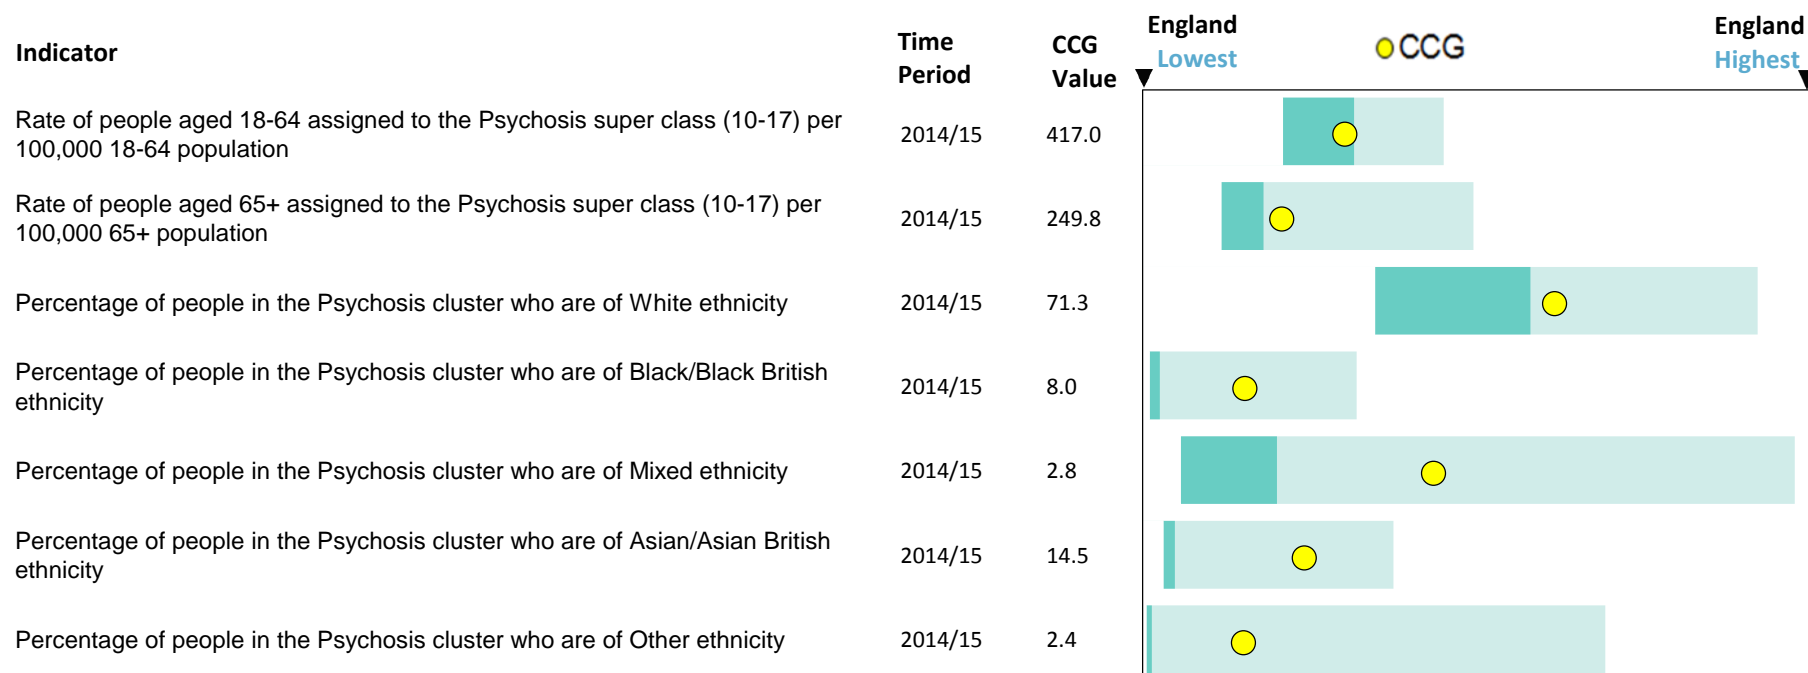 Indicator
Time Period
CCG Value
England Lowest
CCG
England Highest
Rate of people aged 18-64 assigned to the Psychosis super class (10-17) per
100,000 18-64 population
2014/15
417.0
Rate of people aged 65+ assigned to the Psychosis super class (10-17) per
100,000 65+ population
2014/15
249.8
Percentage of people in the Psychosis cluster who are of White ethnicity
2014/15
71.3
Percentage of people in the Psychosis cluster who are of Black/Black British
ethnicity
2014/15
8.0
Percentage of people in the Psychosis cluster who are of Mixed ethnicity
2014/15
2.8
Percentage of people in the Psychosis cluster who are of Asian/Asian British
ethnicity
2014/15
14.5
Percentage of people in the Psychosis cluster who are of Other ethnicity
2014/15
2.4